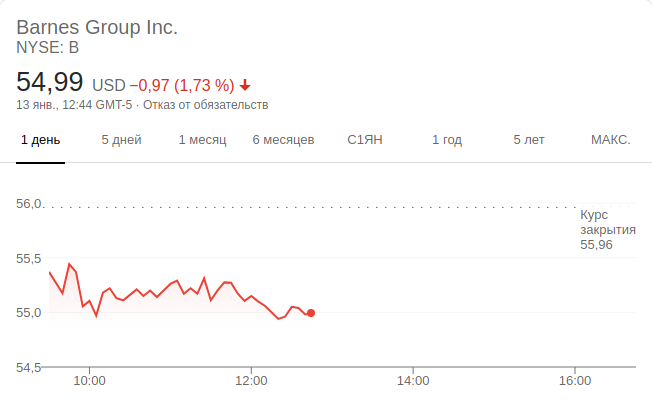 Barnes Group Inc.
NYSE: B
54,99 USD −0,97 (1,73 %)
13 янв., 12:44 GMT-5 · Отказ от обязательств
1 день 5 дней 1 месяц 6 месяцев С1ЯН 1 год 5 лет МАКС.
56,0
Курс
закрытия
55,96
55,5
55,0
54,5
10:00 12:00 14:00 16:00